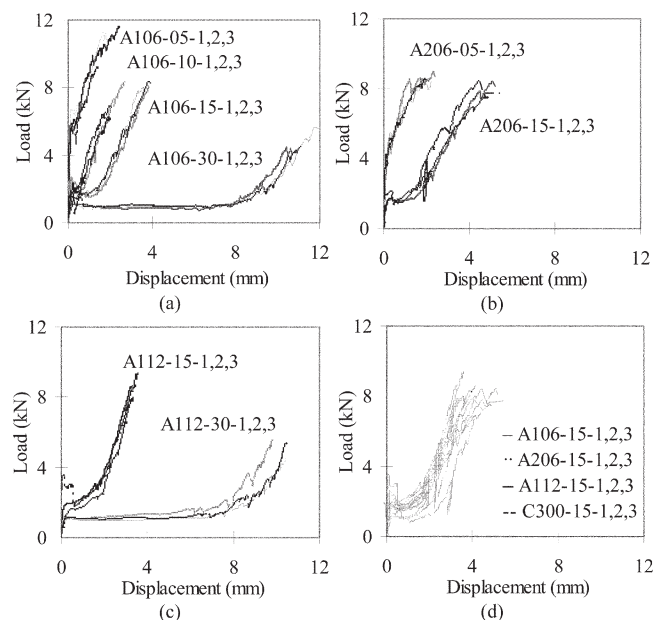 12
8
4
0
Load (kN)
A106-05-1,2,3
A106-10-1,2,3
A106-15-1,2,3
A106-30-1,2,3
0 4 8 12
Displacement (mm)
(a)
12
8
4
0
Load (kN)
A206-05-1,2,3
A206-15-1,2,3
0 4 8 12
Displacement (mm)
(b)
12
8
4
0
Load (kN)
A112-15-1,2,3
A112-30-1,2,3
0 4 8 12
Displacement (mm)
(c)
12
8
4
0
Load (kN)
A106-15-1,2,3
A206-15-1,2,3
A112-15-1,2,3
C300-15-1,2,3
0 4 8 12
Displacement (mm)
(d)